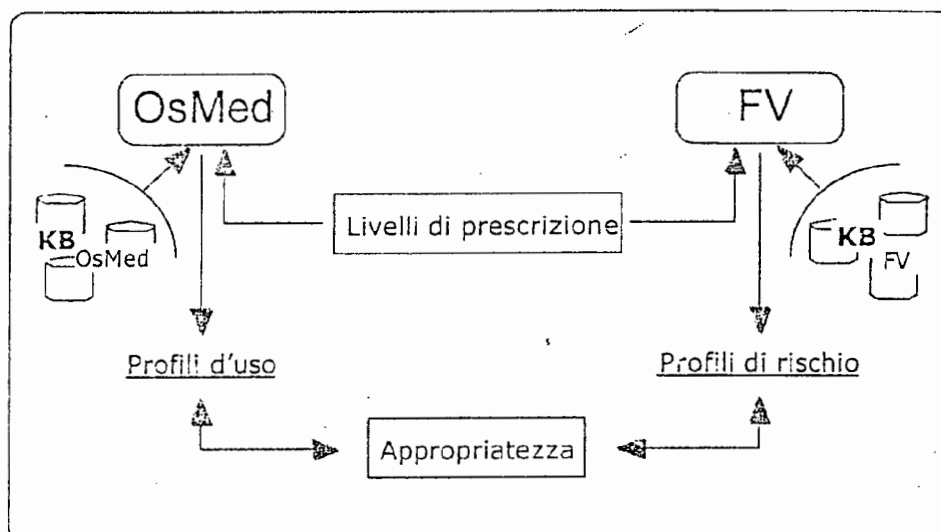 OsMed
FV
Livelli di prescrizione
KB
OsMed
KB
FV
Profili d'uso
Profili di rischio
Appropriatezza